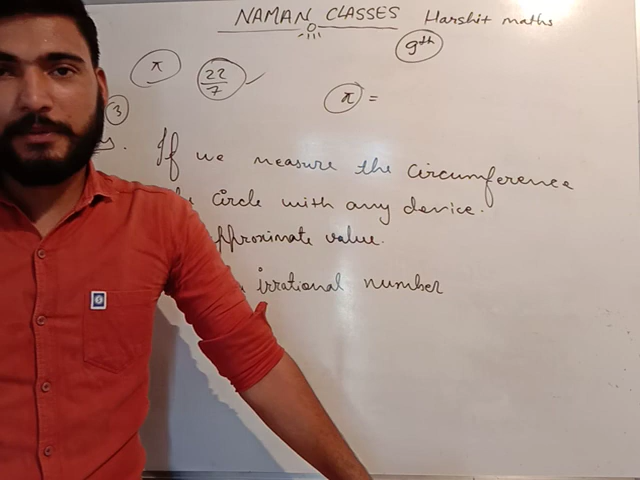 NAMAN CLASSES Harshit maths
9th
π 22/7
π =
3
If we measure the circumference
circle with any device.
approximate value.
irrational number